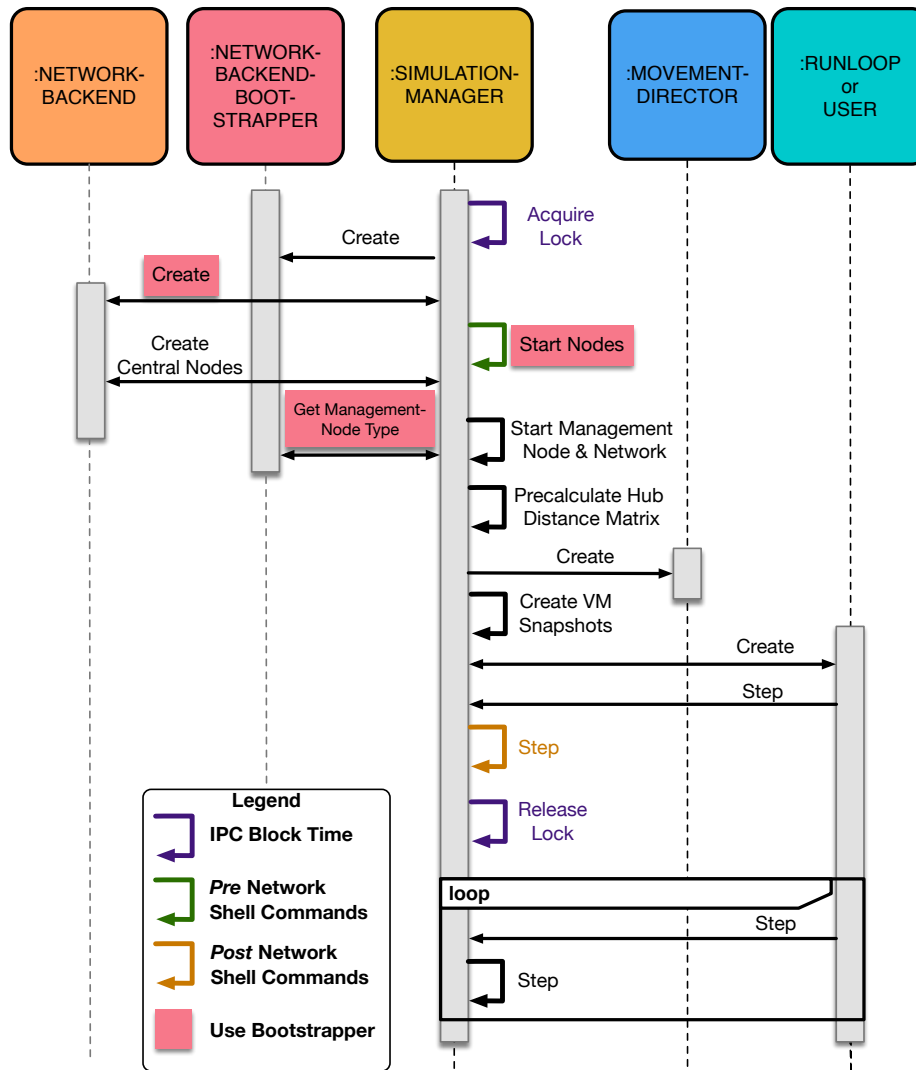 :NETWORK-
BACKEND
:NETWORK-
BACKEND-
BOOT-
STRAPPER
:SIMULATION-
MANAGER
:MOVEMENT-
DIRECTOR
:RUNLOOP
or
USER
Acquire
Lock
Create
Create
Start Nodes
Create
Central Nodes
Get Management-
Node Type
Start Management
Node & Network
Precalculate Hub
Distance Matrix
Create
Create VM
Snapshots
Create
Step
Step
Release
Lock
loop
Step
Step
Legend
IPC Block Time
Pre Network
Shell Commands
Post Network
Shell Commands
Use Bootstrapper